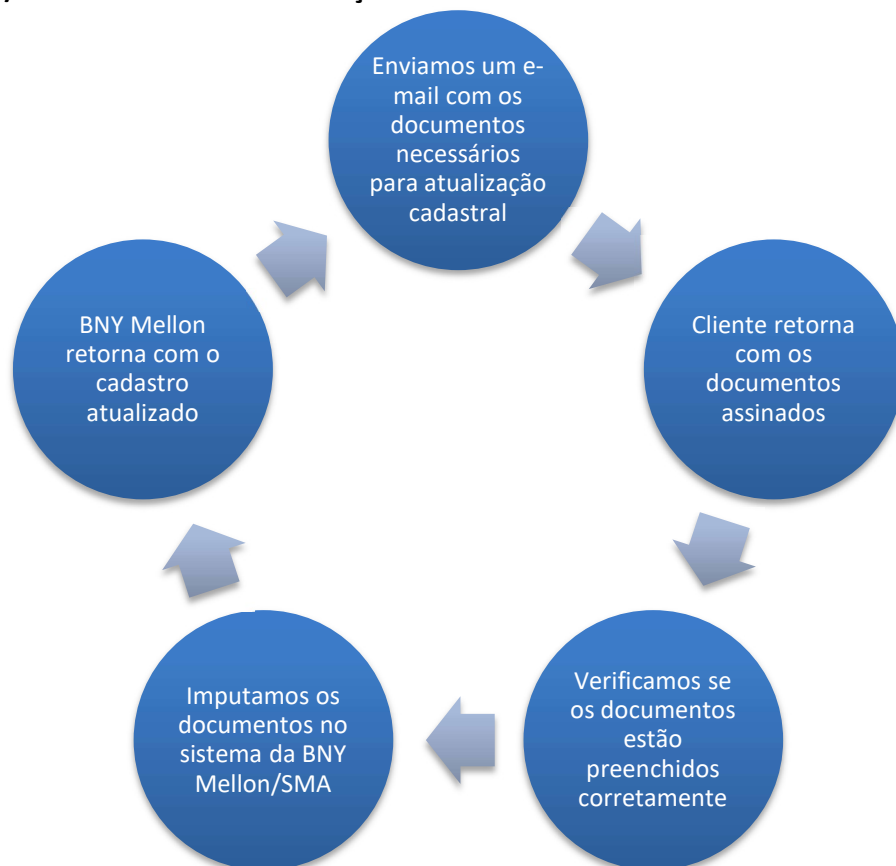 Enviamos um e-
mail com os
documentos
necessários
para atualização
cadastral
Cliente retorna
com os
documentos
assinados
Verificamos se
os documentos
estão
preenchidos
corretamente
Imputamos os
documentos no
sistema da BNY
Mellon/SMA
BNY Mellon
retorna com o
cadastro
atualizado